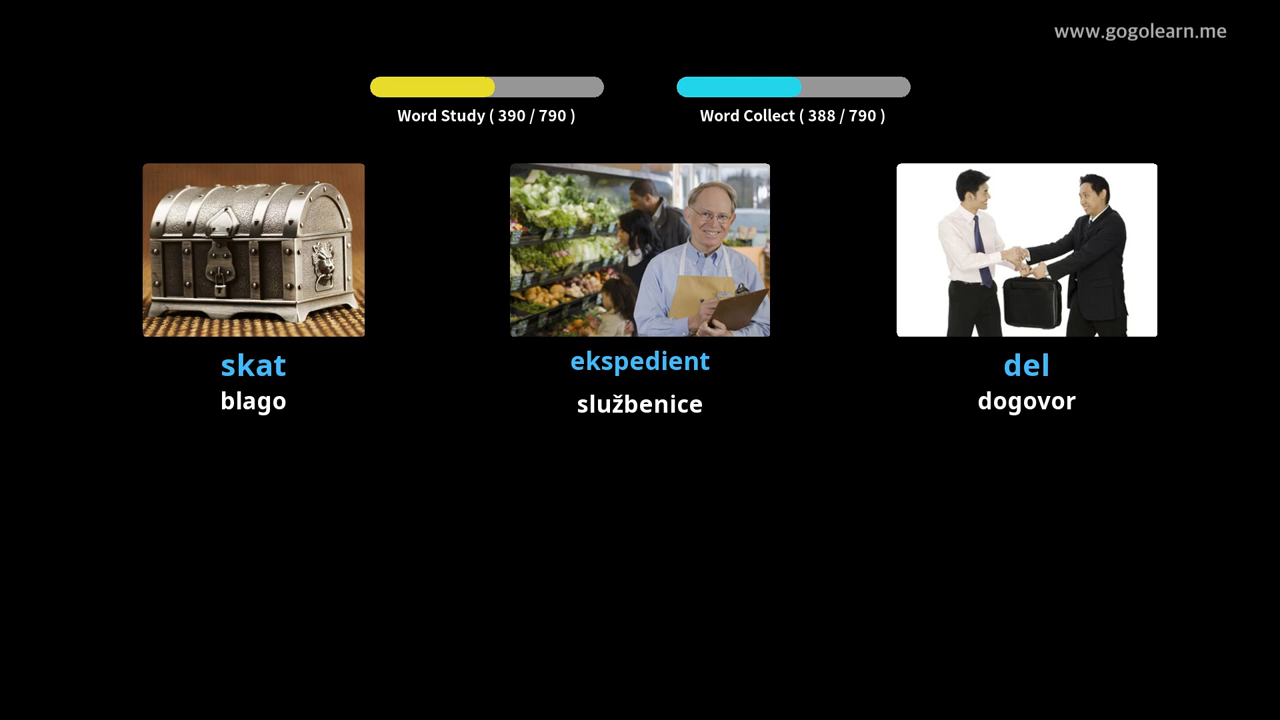 www.gogolearn.me
Word Study ( 390 / 790 )
Word Collect ( 388 / 790 )
skat
blago
ekspedient
službenice
del
dogovor